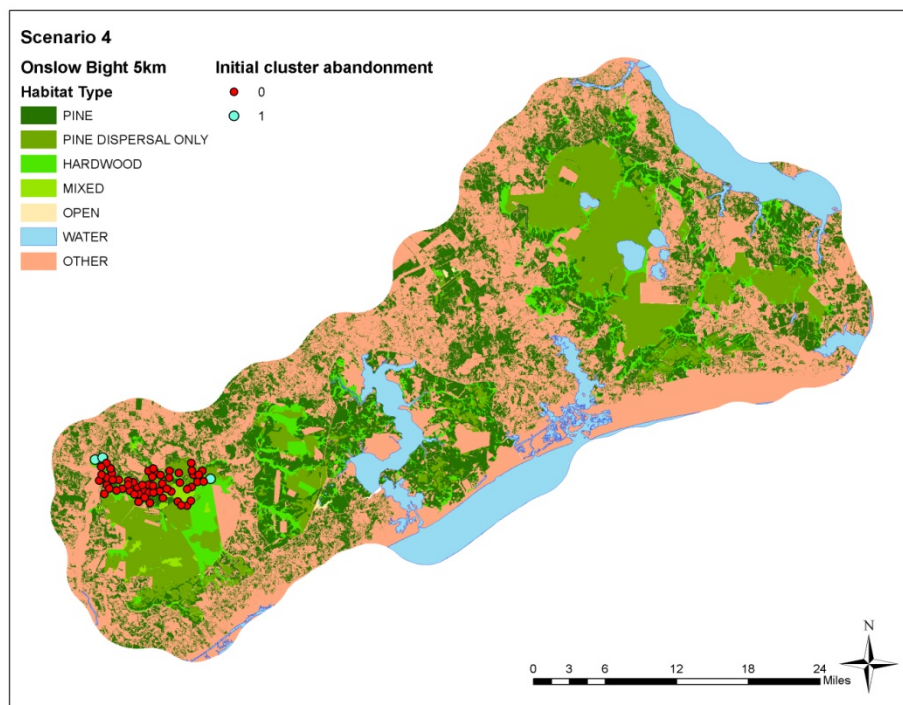 Scenario 4
Onslow Bight 5km
Habitat Type
PINE
PINE DISPERSAL ONLY
HARDWOOD
MIXED
OPEN
WATER
OTHER
Initial cluster abandonment
0
1
N
0 3 6 12 18 24
Miles